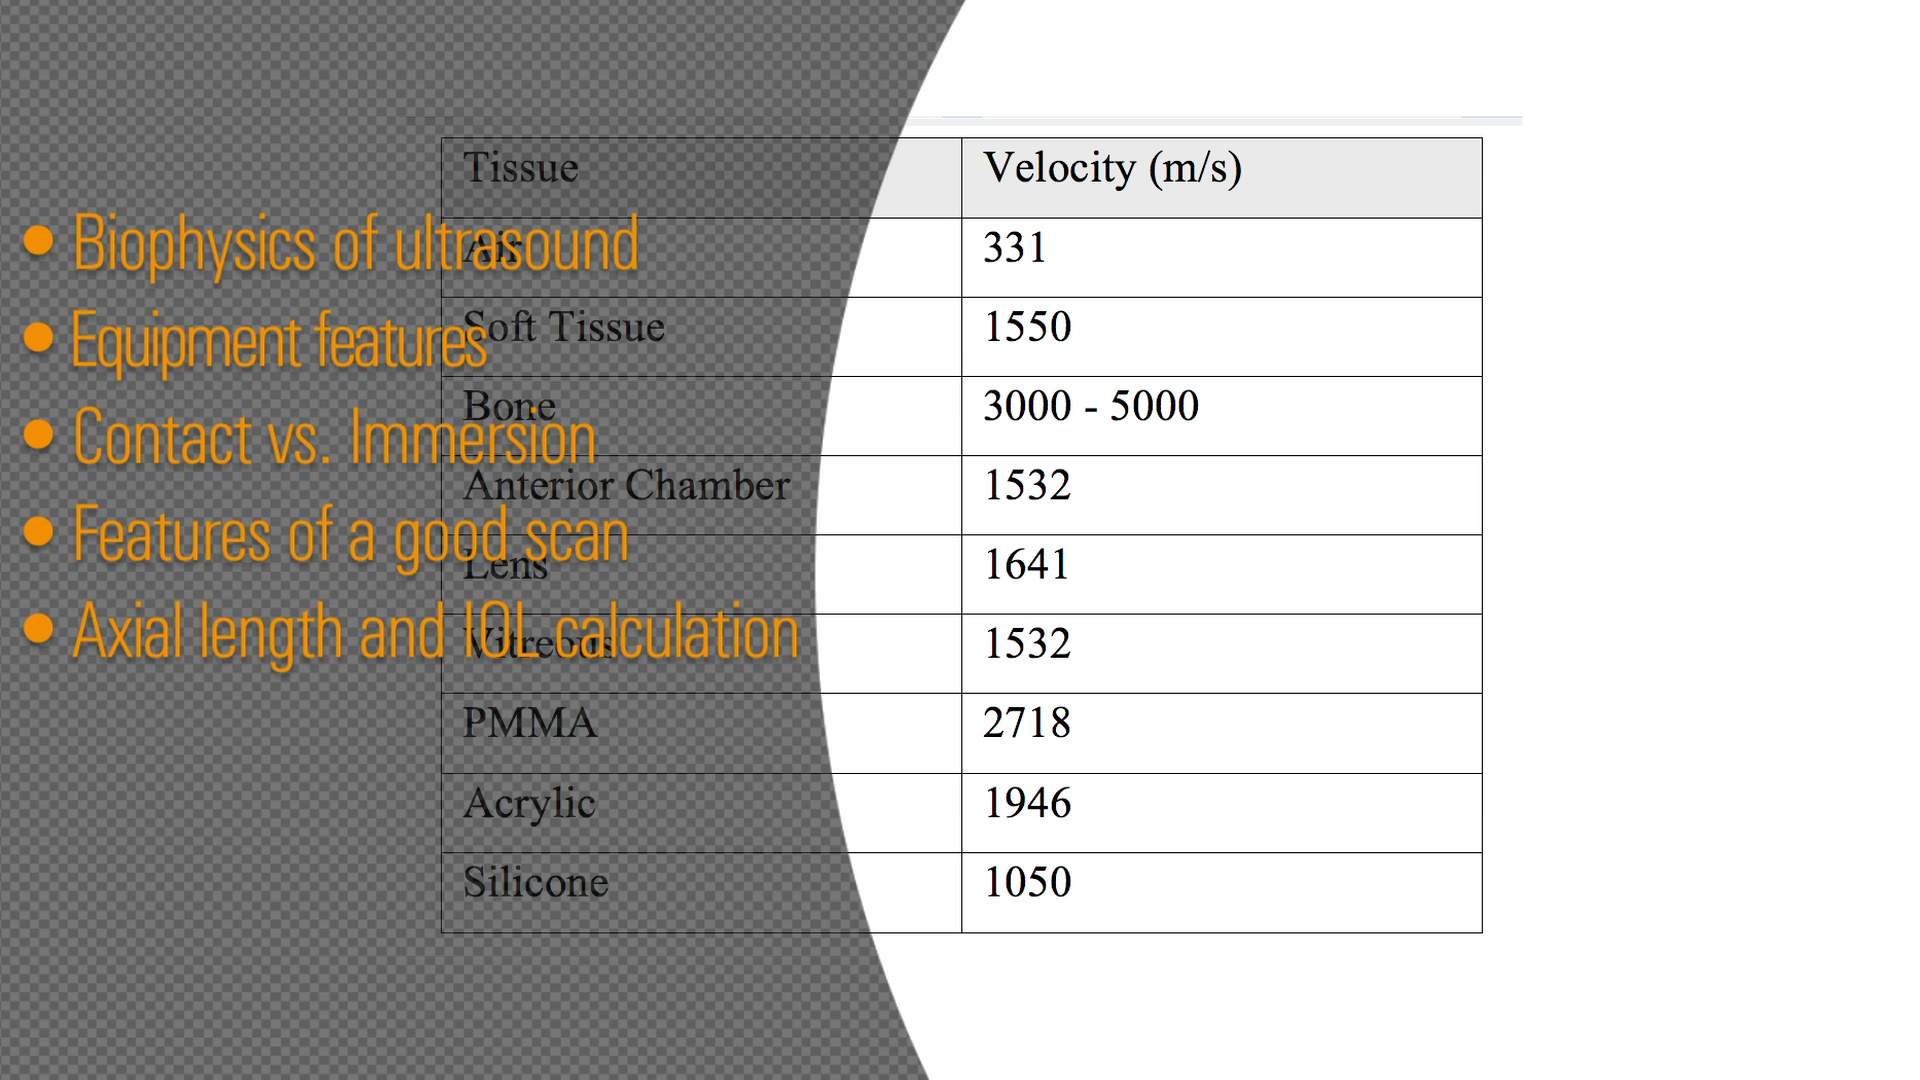 • Biophysics of ultrasound
• Equipment features
• Contact vs. Immersion
• Features of a good scan
• Axial length and IOL calculation
Tissue Velocity (m/s)
Air 331
Soft Tissue 1550
Bone 3000 - 5000
Anterior Chamber 1532
Lens 1641
Vitreous 1532
PMMA 2718
Acrylic 1946
Silicone 1050